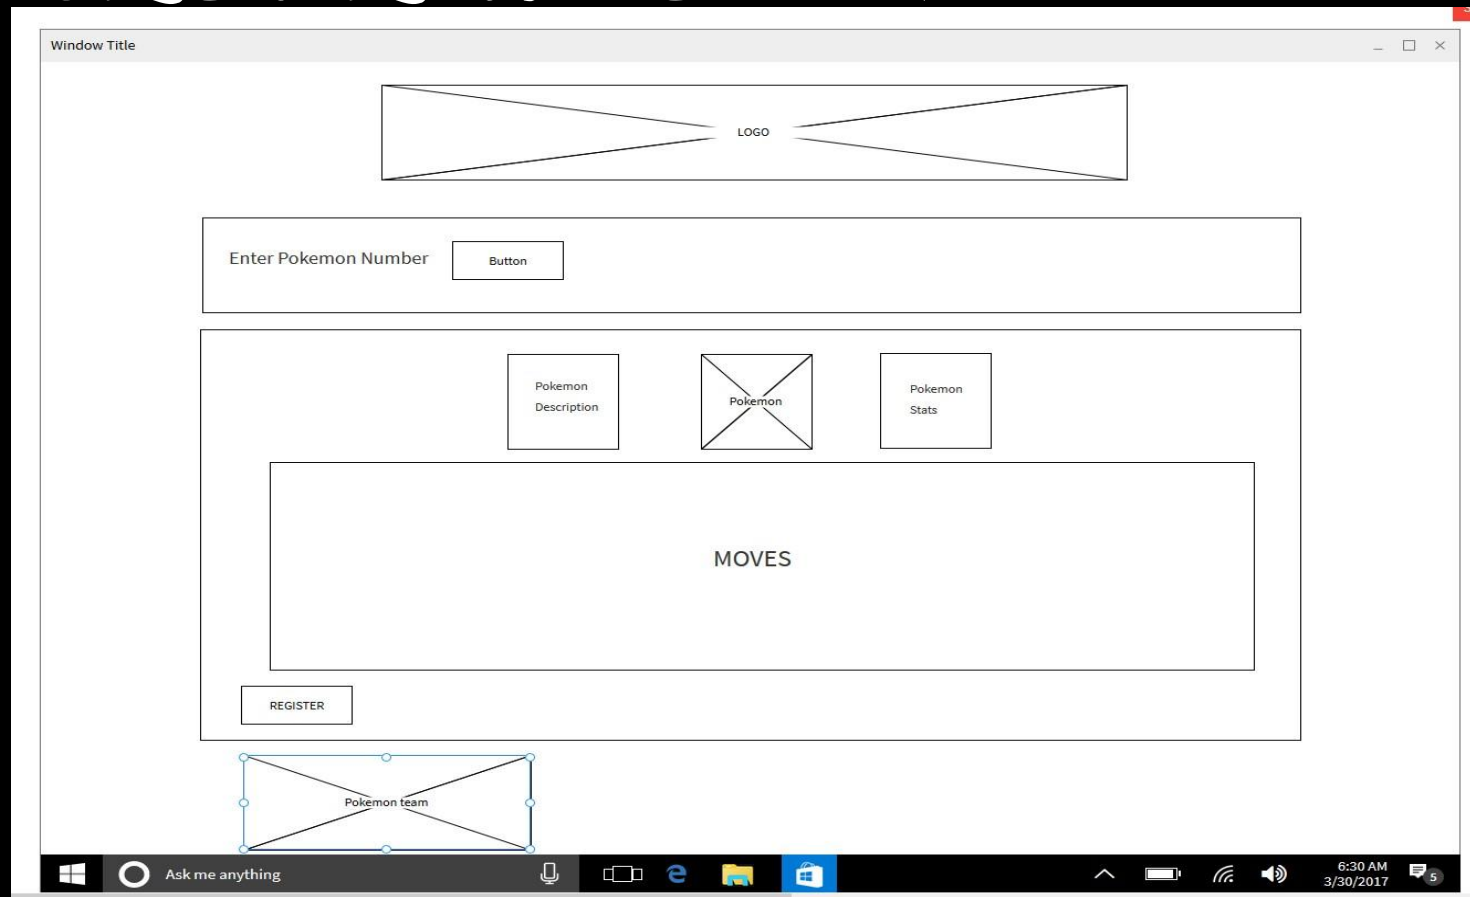 Window Title
LOGO
Enter Pokemon Number
Button
Pokemon
Description
Pokemon
Pokemon
Stats
MOVES
REGISTER
Pokemon team
Ask me anything
6:30 AM
3/30/2017
5